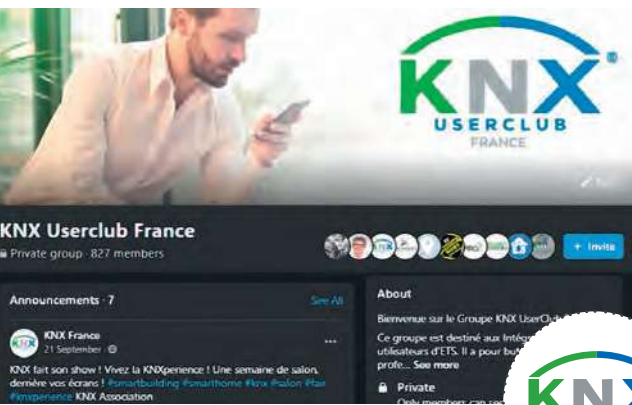 KNX®
USERCLUB
FRANCE
KNX Userclub France
Private group · 827 members
+ Invite
Announcements · 7
See All
KNX France
21 September ·
KNX fait son show ! Vivez la KNXperience ! Une semaine de salon,
derrière vos écrans ! #smartbuilding #smarthome #knx #salon #fair
#knxperience KNX Association
About
Bienvenue sur le Groupe KNX UserClub
Ce groupe est destiné aux Intég
utilisateurs d'ETS. Il a pour but
profe... See more
Private
Only members can see
KNX